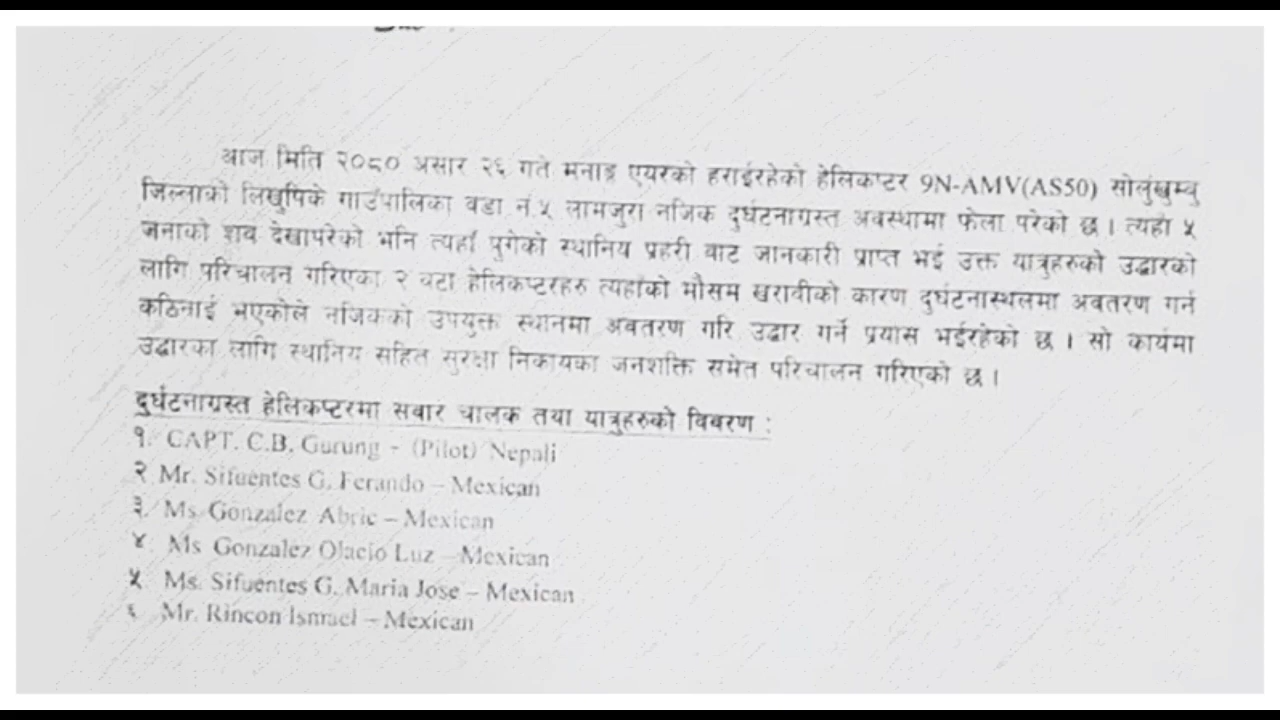 आज मिति २०८० असार २६ गते मनाङ एयरको हराईरहेको हेलिकप्टर 9N-AMV(AS50) सोलुखुम्बु
जिल्लाको लिखुपिके गाउँपालिका वडा नं ५ लामजुरा नजिक दुर्घटनाग्रस्त अवस्थामा फेला परेको छ । त्यहाँ ५
जनाको शव देखापरेको भनि त्यहाँ पुगेको स्थानिय प्रहरी वाट जानकारी प्राप्त भई उक्त यात्रुहरुको उद्धारको
लागि परिचालन गरिएका २ वटा हेलिकप्टरहरु त्यहाँको मौसम खरावीको कारण दुर्घटनास्थलमा अवतरण गर्न
कठिनाई भएकोले नजिकको उपयुक्त स्थानमा अवतरण गरि उद्धार गर्ने प्रयास भईरहेको छ । सो कार्यमा
उद्धारका लागि स्थानिय सहित सुरक्षा निकायका जनशक्ति समेत परिचालन गरिएको छ ।
दुर्घटनाग्रस्त हेलिकप्टरमा सवार चालक तथा यात्रुहरुको विवरण :
१. CAPT. C.B. Gurung - (Pilot) Nepali
२ Mr. Sifuentes G. Ferando – Mexican
३. Ms Gonzalez Abric – Mexican
४ Ms Gonzalez Olacio Luz – Mexican
५ Ms. Sifuentes G. Maria Jose – Mexican
६ Mr. Rincon Ismael – Mexican